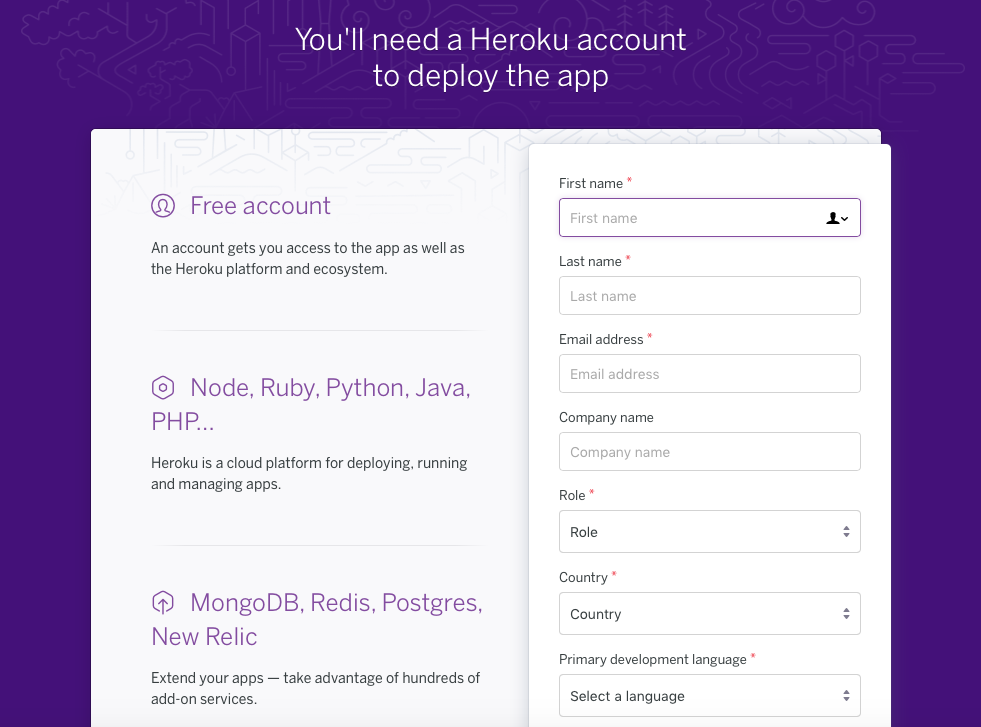 You'll need a Heroku account
to deploy the app
Free account
An account gets you access to the app as well as
the Heroku platform and ecosystem.
Node, Ruby, Python, Java,
PHP...
Heroku is a cloud platform for deploying, running
and managing apps.
MongoDB, Redis, Postgres,
New Relic
Extend your apps — take advantage of hundreds of
add-on services.
First name *
First name
Last name *
Last name
Email address *
Email address
Company name
Company name
Role *
Role
Country *
Country
Primary development language *
Select a language